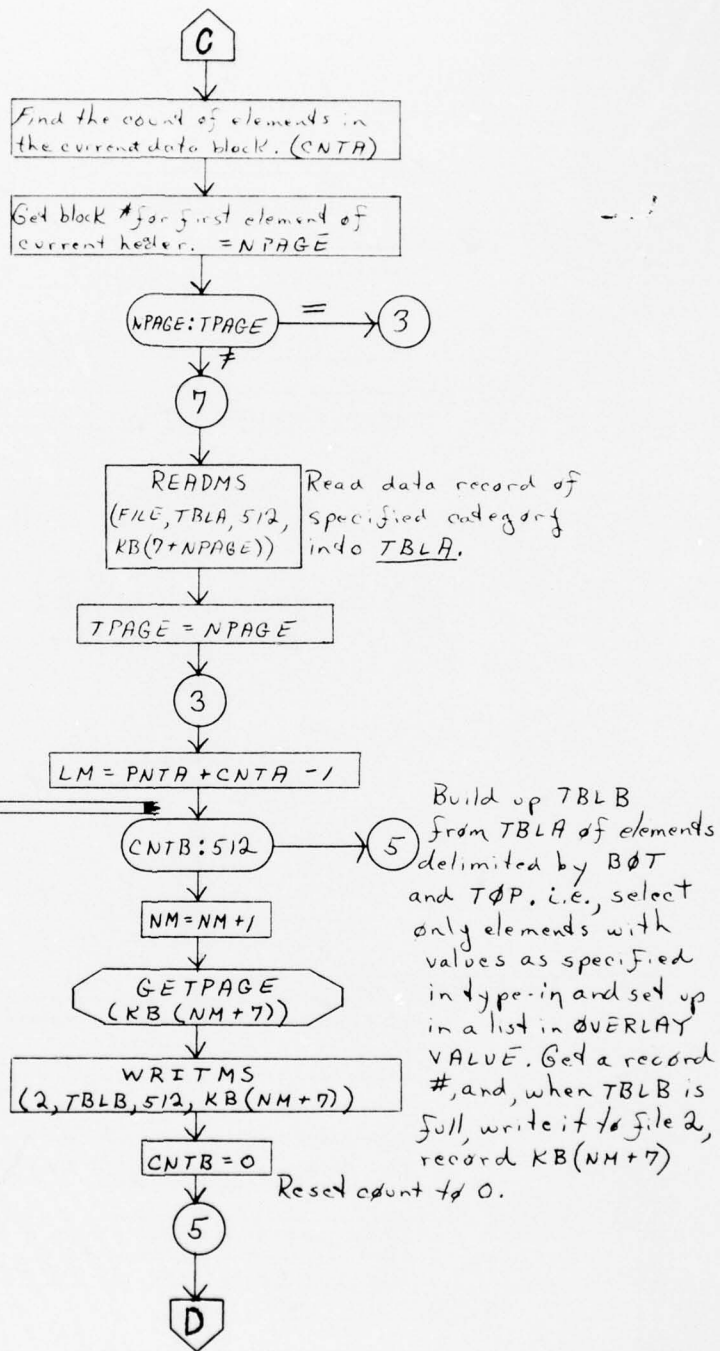 C
Find the count of elements in
the current data block. (CNTA)
Get block # for first element of
current heder. = NPAGE
NPAGE:TPAGE
=
3
≠
7
READMS
(FILE, TBLA, 512,
KB(7+NPAGE))
Read data record of
specified category
into TBLA.
TPAGE = NPAGE
3
LM = PNTA + CNTA - 1
CNTB:512
5
NM = NM + 1
GETPAGE
(KB(NM+7))
WRITMS
(2, TBLB, 512, KB(NM+7))
CNTB = 0
Build up TBLB
from TBLA øf elements
delimited by BØT
and TØP. i.e., select
ønly elements with
values as specified
in type-in and set up
in a list in ØVERLAY
VALUE. Get a record
#, and, when TBLB is
full, write it to file 2,
record KB(NM+7)
Reset cøunt tø 0.
5
D